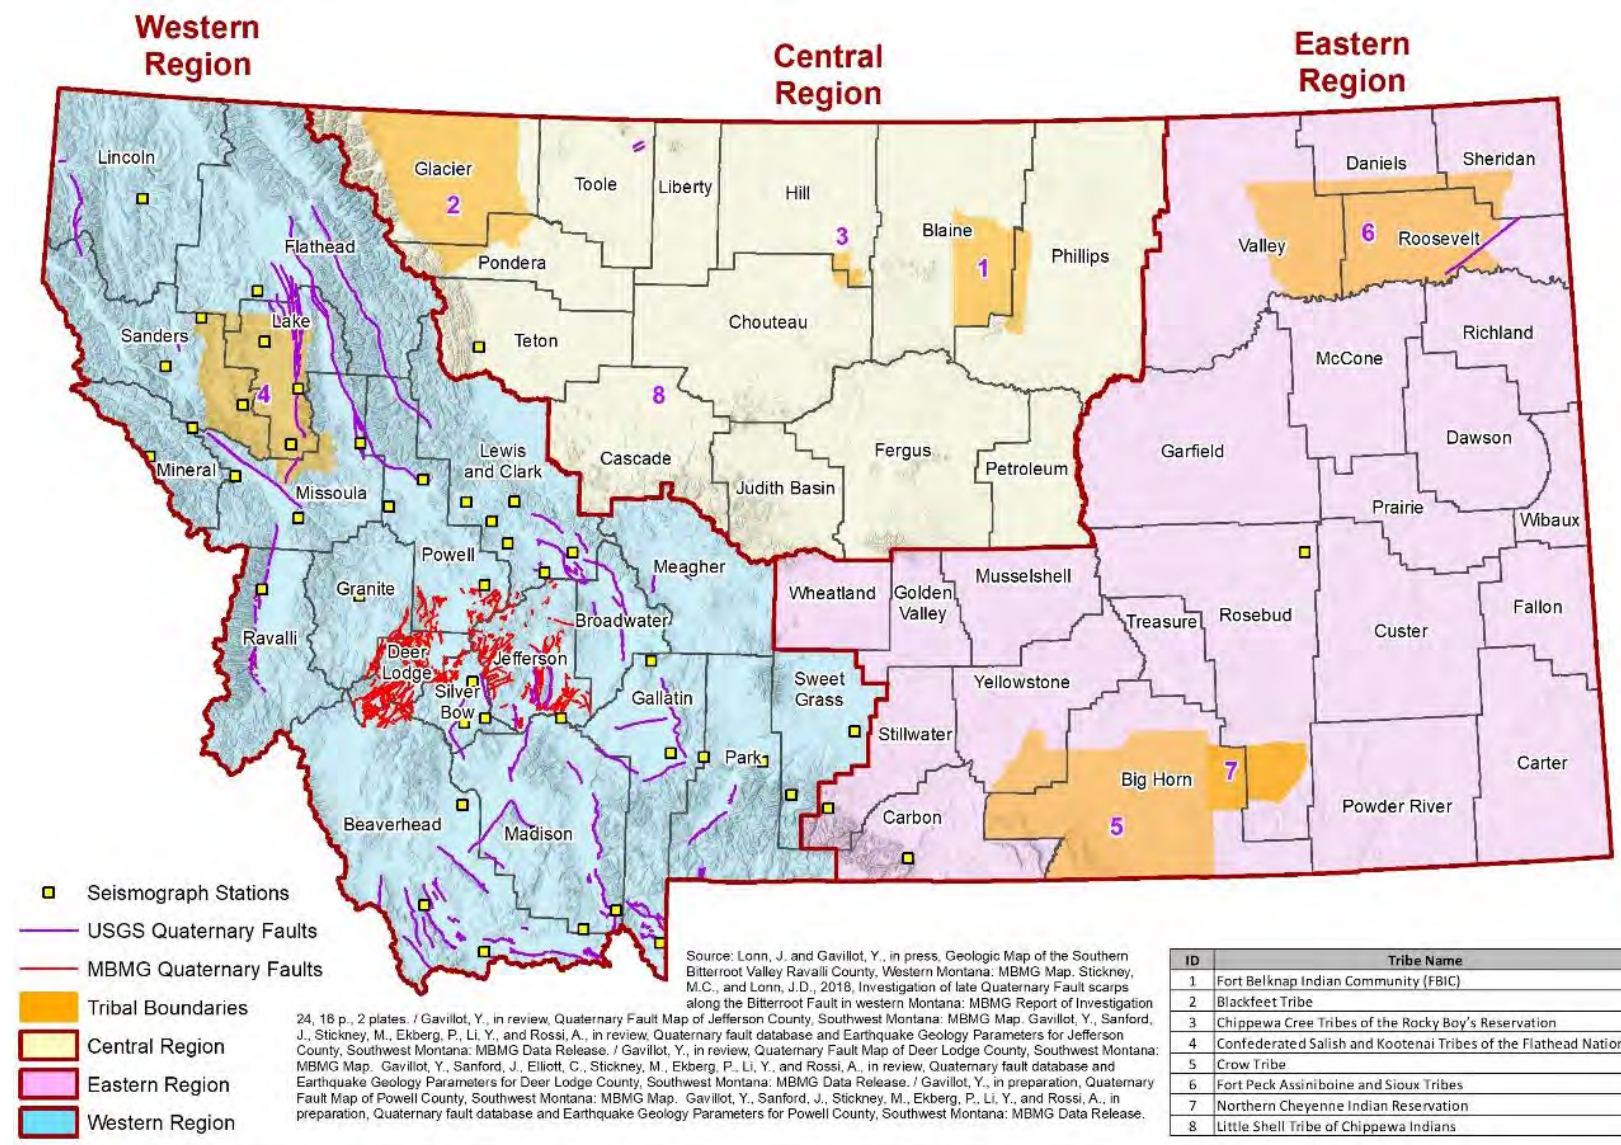 Western
Region
Central
Region
Eastern
Region
Lincoln
Glacier
2
Toole
Liberty
Hill
3
Blaine
1
Phillips
Daniels
Sheridan
Valley
6
Roosevelt
Flathead
Pondera
Sanders
Lake
4
Teton
Chouteau
McCone
Richland
8
Mineral
Missoula
Lewis
and Clark
Cascade
Judith Basin
Fergus
Petroleum
Garfield
Dawson
Prairie
Wibaux
Powell
Granite
Meagher
Wheatland
Golden
Valley
Musselshell
Treasure
Rosebud
Custer
Fallon
Ravalli
Deer
Lodge
Silver
Bow
Jefferson
Broadwater
Gallatin
Sweet
Grass
Park
Stillwater
Yellowstone
Big Horn
7
5
Carter
Powder River
Carbon
Beaverhead
Madison
Seismograph Stations
USGS Quaternary Faults
MBMG Quaternary Faults
Tribal Boundaries
Central Region
Eastern Region
Western Region
Source: Lonn, J. and Gavillot, Y., in press, Geologic Map of the Southern
Bitterroot Valley Ravalli County, Western Montana: MBMG Map. Stickney,
M.C., and Lonn, J.D., 2018, Investigation of late Quaternary Fault scarps
along the Bitterroot Fault in western Montana: MBMG Report of Investigation
24, 16 p., 2 plates. / Gavillot, Y., in review, Quaternary Fault Map of Jefferson County, Southwest Montana: MBMG Map. Gavillot, Y., Sanford,
J., Stickney, M., Ekberg, P., Li, Y., and Rossi, A., in review, Quaternary fault database and Earthquake Geology Parameters for Jefferson
County, Southwest Montana: MBMG Data Release. / Gavillot, Y., in review, Quaternary Fault Map of Deer Lodge County, Southwest Montana:
MBMG Map. Gavillot, Y., Sanford, J., Elliott, C., Stickney, M., Ekberg, P., Li, Y., and Rossi, A., in review, Quaternary fault database and
Earthquake Geology Parameters for Deer Lodge County, Southwest Montana: MBMG Data Release. / Gavillot, Y., in preparation, Quaternary
Fault Map of Powell County, Southwest Montana: MBMG Map. Gavillot, Y., Sanford, J., Stickney, M., Ekberg, P., Li, Y., and Rossi, A., in
preparation, Quaternary fault database and Earthquake Geology Parameters for Powell County, Southwest Montana: MBMG Data Release.
ID Tribe Name
1 Fort Belknap Indian Community (FBIC)
2 Blackfeet Tribe
3 Chippewa Cree Tribes of the Rocky Boy's Reservation
4 Confederated Salish and Kootenai Tribes of the Flathead Nation
5 Crow Tribe
6 Fort Peck Assiniboine and Sioux Tribes
7 Northern Cheyenne Indian Reservation
8 Little Shell Tribe of Chippewa Indians